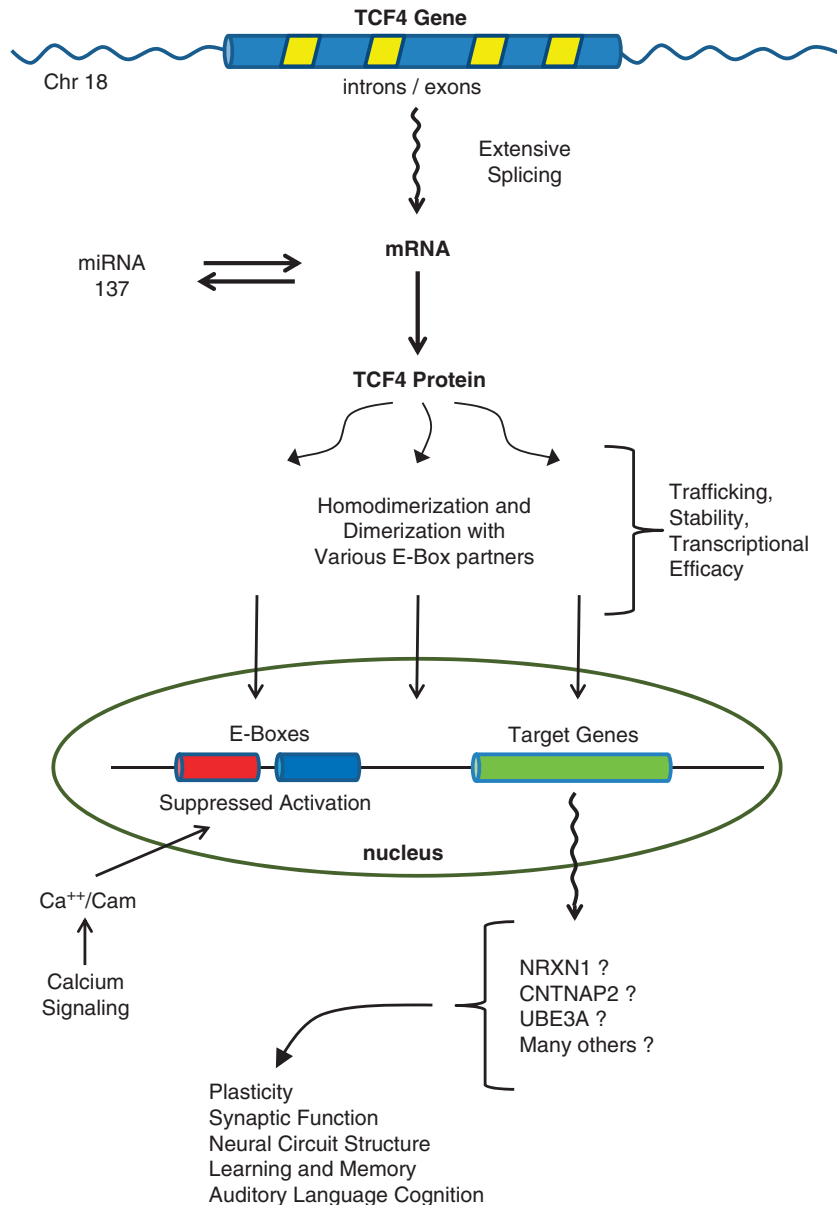 TCF4 Gene
Chr 18
introns / exons
Extensive
Splicing
mRNA
miRNA
137
TCF4 Protein
Homodimerization and
Dimerization with
Various E-Box partners
Trafficking,
Stability,
Transcriptional
Efficacy
E-Boxes
Target Genes
Suppressed Activation
nucleus
Ca++/Cam
Calcium
Signaling
NRXN1 ?
CNTNAP2 ?
UBE3A ?
Many others ?
Plasticity
Synaptic Function
Neural Circuit Structure
Learning and Memory
Auditory Language Cognition